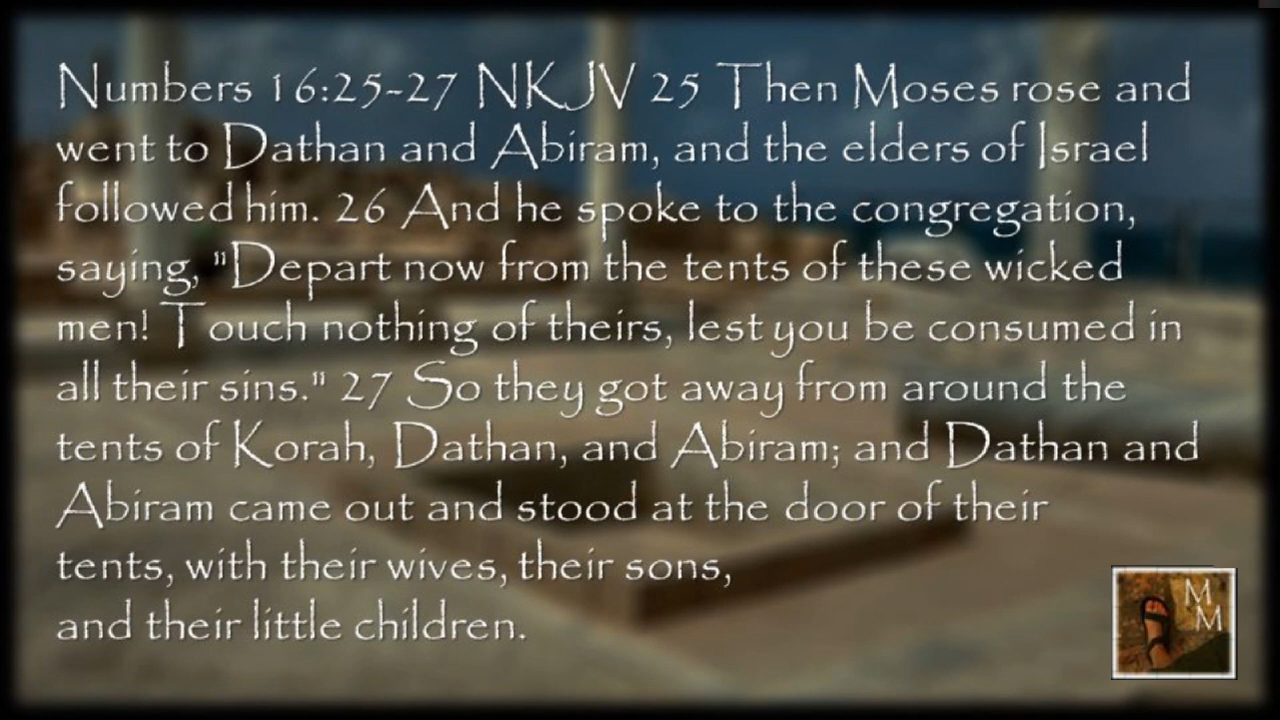 Numbers 16:25-27 NKJV 25 Then Moses rose and
went to Dathan and Abiram, and the elders of Israel
followed him. 26 And he spoke to the congregation,
saying, "Depart now from the tents of these wicked
men! Touch nothing of theirs, lest you be consumed in
all their sins." 27 So they got away from around the
tents of Korah, Dathan, and Abiram; and Dathan and
Abiram came out and stood at the door of their
tents, with their wives, their sons,
and their little children.
M
M